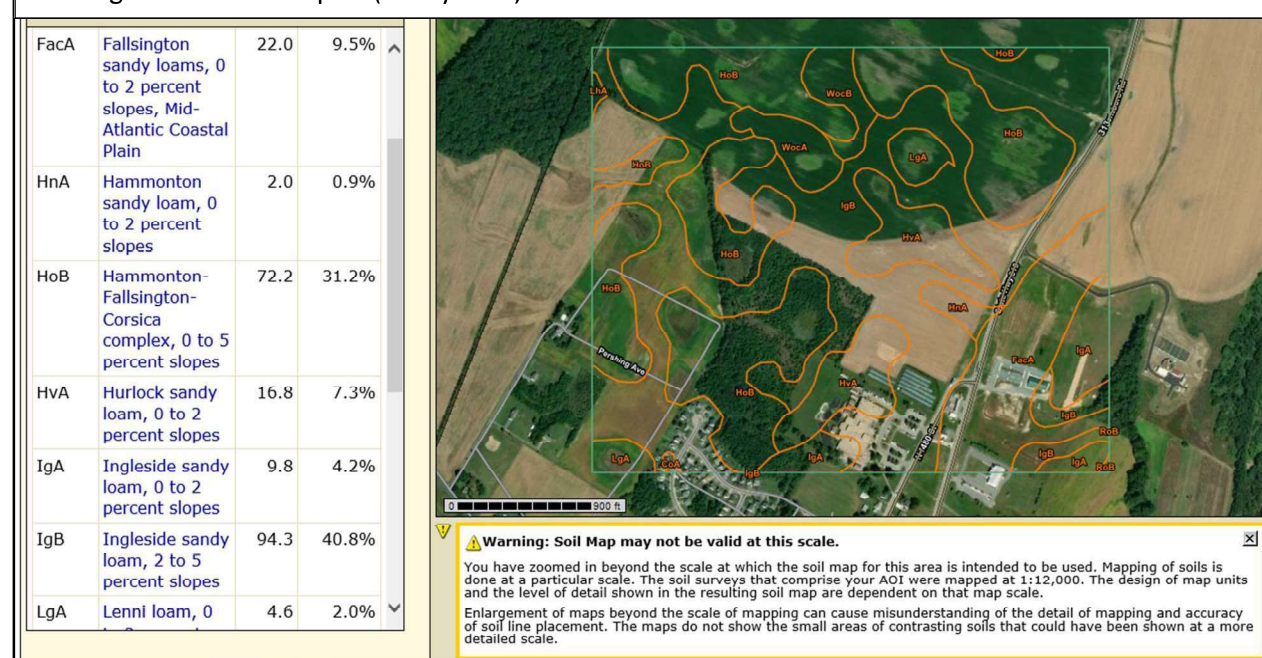 FacA Fallsington 22.0 9.5%
sandy loams, 0
to 2 percent
slopes, Mid-
Atlantic Coastal
Plain
HnA Hammonton 2.0 0.9%
sandy loam, 0
to 2 percent
slopes
HoB Hammonton- 72.2 31.2%
Fallsington-
Corsica
complex, 0 to 5
percent slopes
HvA Hurlock sandy 16.8 7.3%
loam, 0 to 2
percent slopes
IgA Ingleside sandy 9.8 4.2%
loam, 0 to 2
percent slopes
IgB Ingleside sandy 94.3 40.8%
loam, 2 to 5
percent slopes
LgA Lenni loam, 0 4.6 2.0%
HoB
HoB
LhA
WocB
HoB
WocA
LgA
HnB
IgB
HvA
HoB
HoB
HnA
Pershing Ave
FacA
IgA
HvA
HoB
IgB
RoB
LgA
CoA
IgB
IgA
IgB
IgA
RoB
0 900 ft
Warning: Soil Map may not be valid at this scale.
You have zoomed in beyond the scale at which the soil map for this area is intended to be used. Mapping of soils is
done at a particular scale. The soil surveys that comprise your AOI were mapped at 1:12,000. The design of map units
and the level of detail shown in the resulting soil map are dependent on that map scale.
Enlargement of maps beyond the scale of mapping can cause misunderstanding of the detail of mapping and accuracy
of soil line placement. The maps do not show the small areas of contrasting soils that could have been shown at a more
detailed scale.